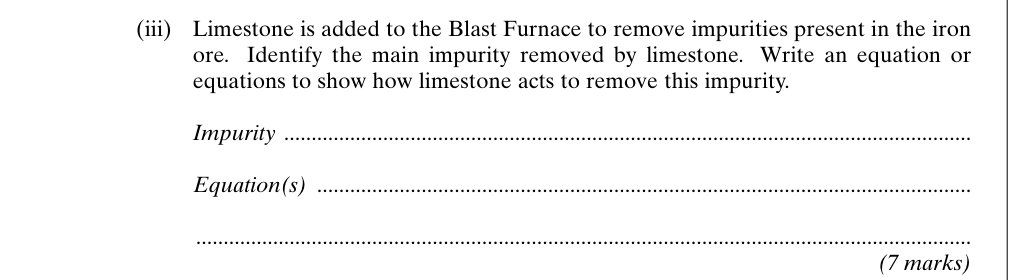 (iii) Limestone is added to the Blast Furnace to remove impurities present in the iron
ore. Identify the main impurity removed by limestone. Write an equation or
equations to show how limestone acts to remove this impurity.
Impurity ..........................................................................................................................
Equation(s) .....................................................................................................................
...........................................................................................................................................
(7 marks)